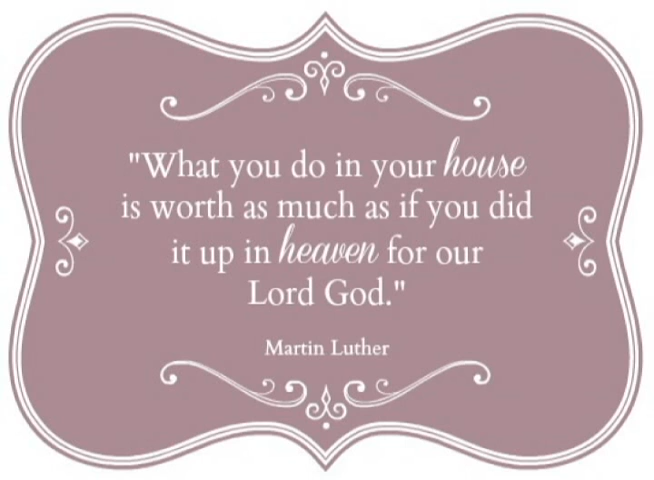 "What you do in your house
is worth as much as if you did
it up in heaven for our
Lord God."
Martin Luther